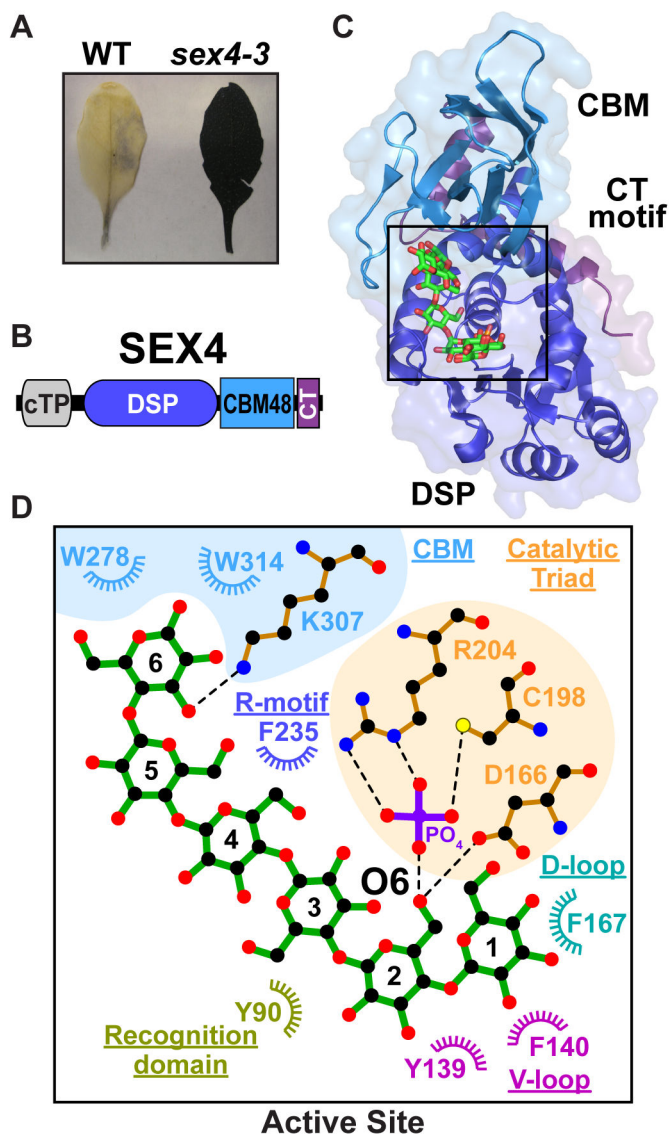 A
WT sex4-3
B
SEX4
cTP DSP CBM48 CT
C
CBM
CT
motif
DSP
D
W278
W314
CBM
Catalytic
Triad
K307
R204
6
R-motif
F235
C198
5
D166
4
PO4
O6
D-loop
3
1
F167
2
Y90
Recognition
domain
Y139
F140
V-loop
Active Site